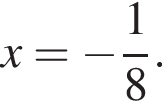 x = −1/8.